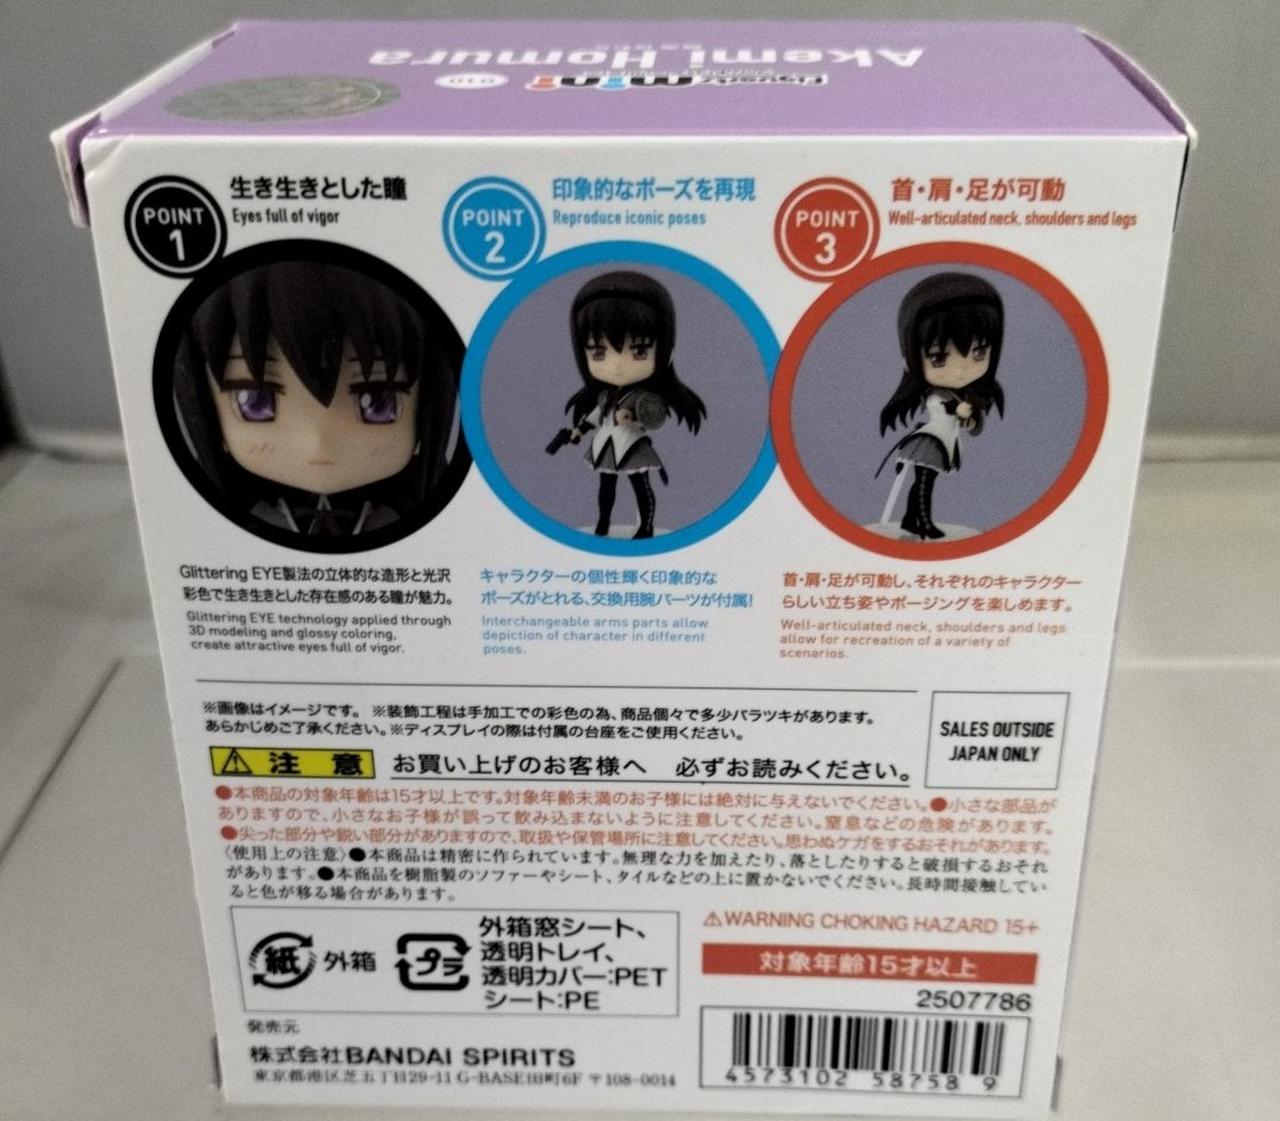 Akemi Homura
Figuarts mini
010
POINT 1
生き生きとした瞳
Eyes full of vigor
POINT 2
印象的なポーズを再現
Reproduce iconic poses
POINT 3
首・肩・足が可動
Well-articulated neck, shoulders and legs
Glittering EYE製法の立体的な造形と光沢
彩色で生き生きとした存在感のある瞳が魅力。
Glittering EYE technology applied through
3D modeling and glossy coloring,
create attractive eyes full of vigor.
キャラクターの個性輝く印象的な
ポーズがとれる、交換用腕パーツが付属!
Interchangeable arms parts allow
depiction of character in different
poses.
首・肩・足が可動し、それぞれのキャラクター
らしい立ち姿やポージングを楽しめます。
Well-articulated neck, shoulders and legs
allow for recreation of a variety of
scenarios.
※画像はイメージです。 ※装飾工程は手加工での彩色の為、商品個々で多少バラツキがあります。
あらかじめご了承ください。※ディスプレイの際は付属の台座をご使用ください。
SALES OUTSIDE
JAPAN ONLY
⚠注 意 お買い上げのお客様へ 必ずお読みください。
●本商品の対象年齢は15才以上です。対象年齢未満のお子様には絶対に与えないでください。●小さな部品が
ありますので、小さなお子様が誤って飲み込まないように注意してください。窒息などの危険があります。
●尖った部分や鋭い部分がありますので、取扱や保管場所に注意してください。思わぬケガをするおそれがあります。
〈使用上の注意〉●本商品は精密に作られています。無理な力を加えたり、落としたりすると破損するおそれ
があります。●本商品を樹脂製のソファーやシート、タイルなどの上に置かないでください。長時間接触してい
ると色が移る場合があります。
紙 外箱
プラ
外箱窓シート、
透明トレイ、
透明カバー:PET
シート:PE
⚠WARNING CHOKING HAZARD 15+
対象年齢15才以上
2507786
発売元
株式会社BANDAI SPIRITS
東京都港区芝五丁目29-11 G-BASE田町6F 〒108-0014
4573102 58758 9